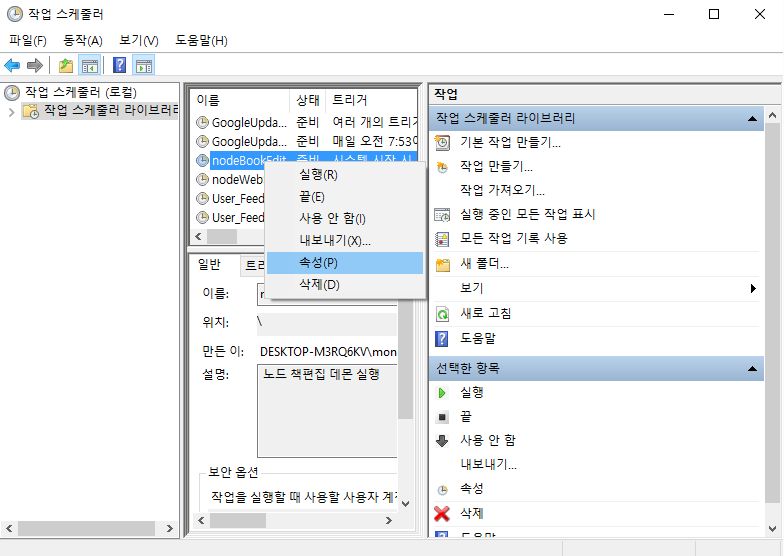 작업 스케줄러
파일(F) 동작(A) 보기(V) 도움말(H)
작업 스케줄러 (로컬)
작업 스케줄러 라이브러리
이름 상태 트리거
GoogleUpda... 준비 여러 개의 트리거
GoogleUpda... 준비 매일 오전 7:53에
nodeBookEdit 준비 시스템 시작 시
nodeWeb
User_Feed
User_Feed
실행(R)
끝(E)
사용 안 함(I)
내보내기(X)...
속성(P)
삭제(D)
일반 트리
이름:
위치: \
만든 이: DESKTOP-M3RQ6KV\mon
설명: 노드 책편집 데몬 실행
보안 옵션
작업을 실행할 때 사용할 사용자 계정
작업
작업 스케줄러 라이브러리
기본 작업 만들기...
작업 만들기...
작업 가져오기...
실행 중인 모든 작업 표시
모든 작업 기록 사용
새 폴더...
보기
새로 고침
도움말
선택한 항목
실행
끝
사용 안 함
내보내기...
속성
삭제
도움말